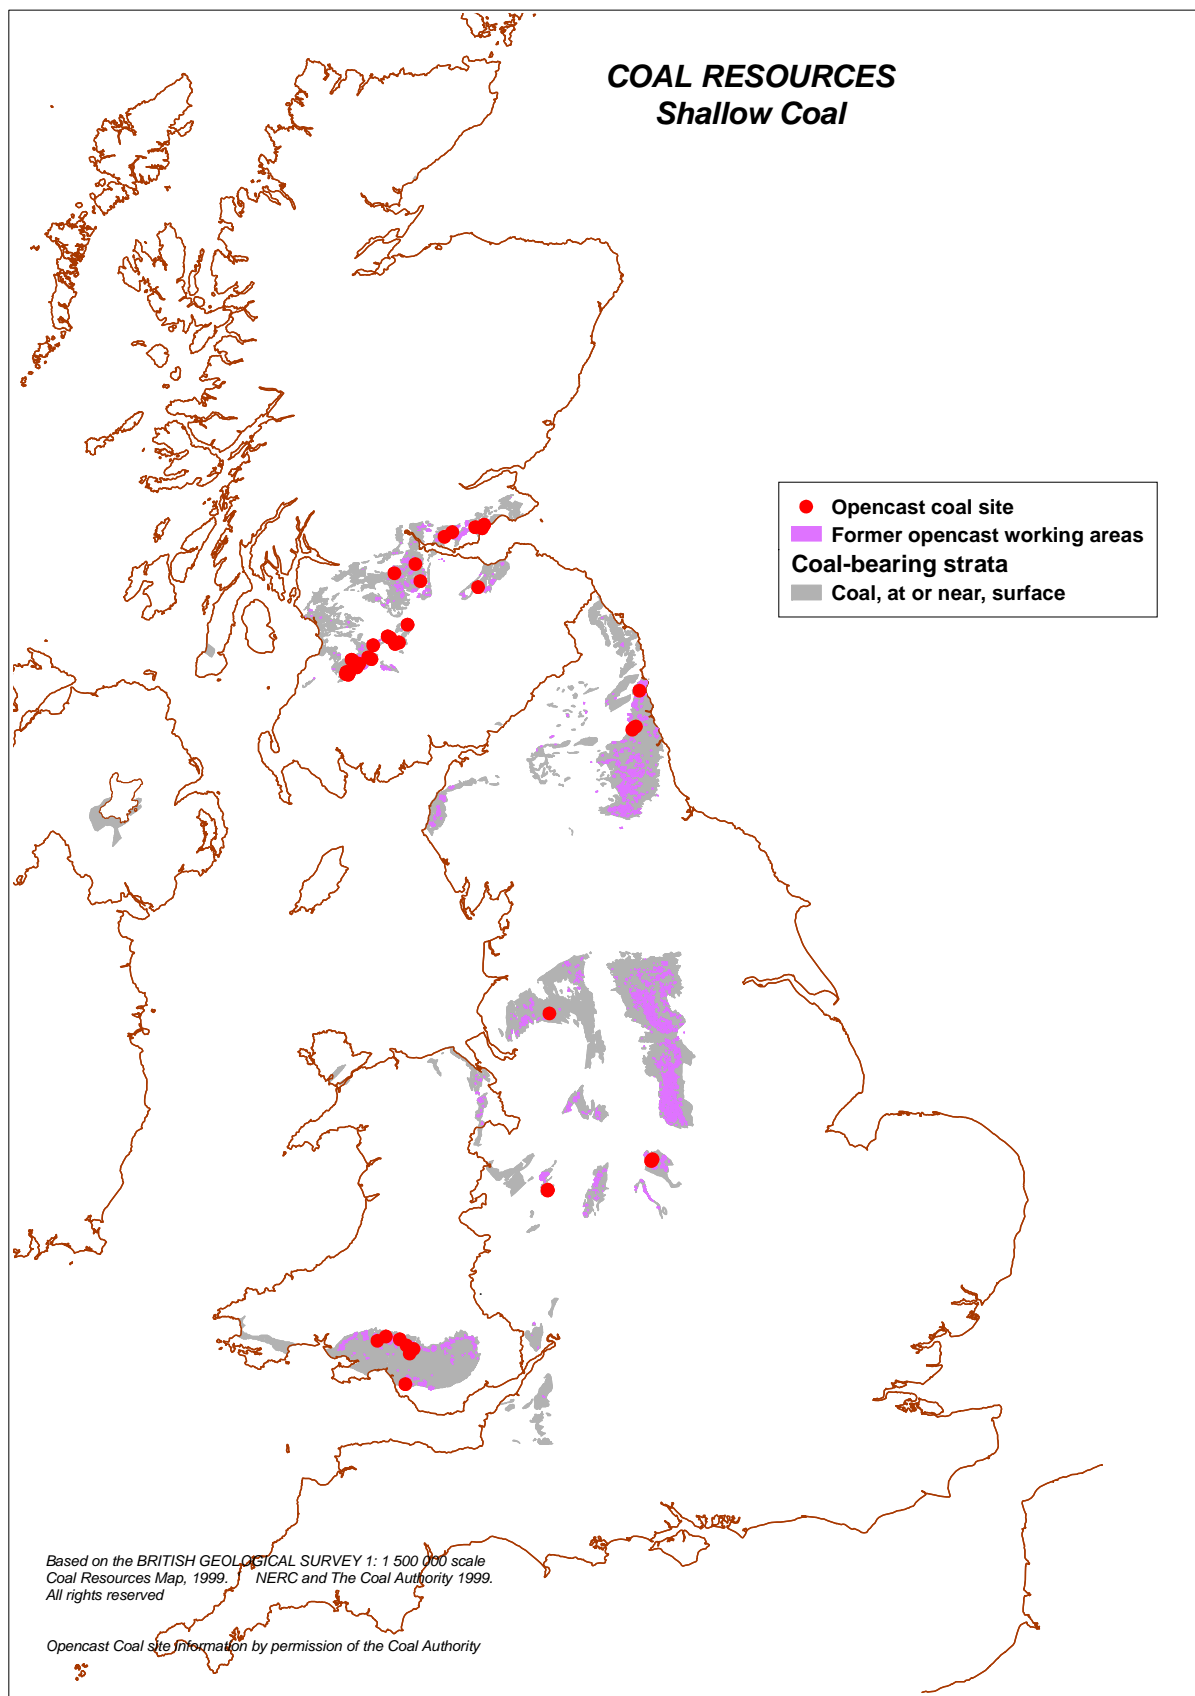 COAL RESOURCES
Shallow Coal
Opencast coal site
Former opencast working areas
Coal-bearing strata
Coal, at or near, surface
Based on the BRITISH GEOLOGICAL SURVEY 1: 1 500 000 scale
Coal Resources Map, 1999. NERC and The Coal Authority 1999.
All rights reserved
Opencast Coal site information by permission of the Coal Authority